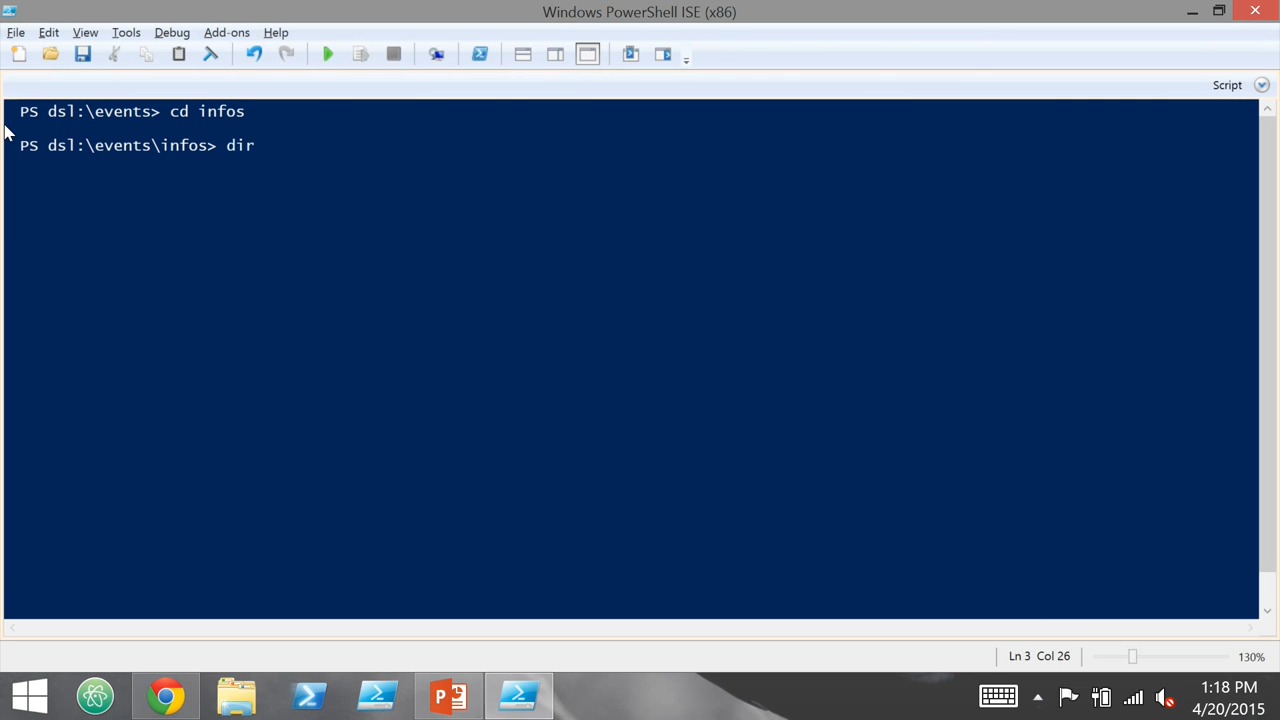 Windows PowerShell ISE (x86)
File Edit View Tools Debug Add-ons Help
Script
PS dsl:\events> cd infos
PS dsl:\events\infos> dir
Ln 3 Col 26
130%
1:18 PM
4/20/2015